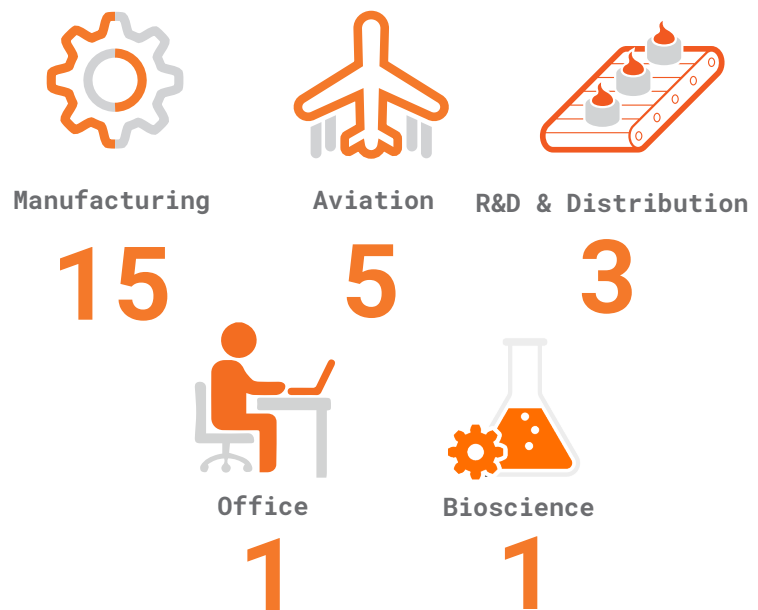 Manufacturing
Aviation
R&D & Distribution
15
5
3
Office
Bioscience
1
1